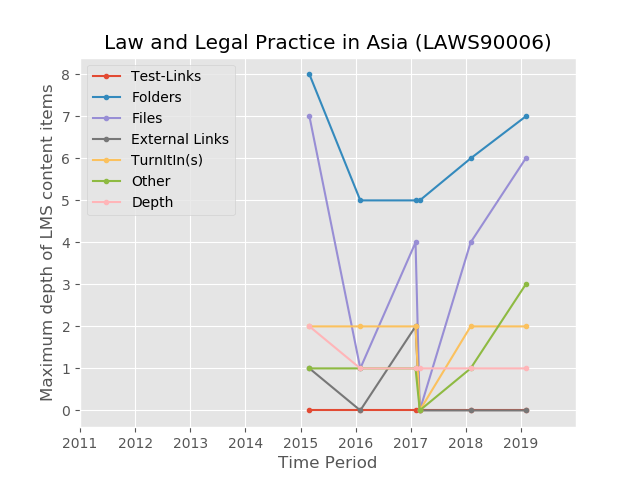 Law and Legal Practice in Asia (LAWS90006)
Maximum depth of LMS content items
8
7
6
5
4
3
2
1
0
Test-Links
Folders
Files
External Links
TurnItIn(s)
Other
Depth
2011 2012 2013 2014 2015 2016 2017 2018 2019
Time Period